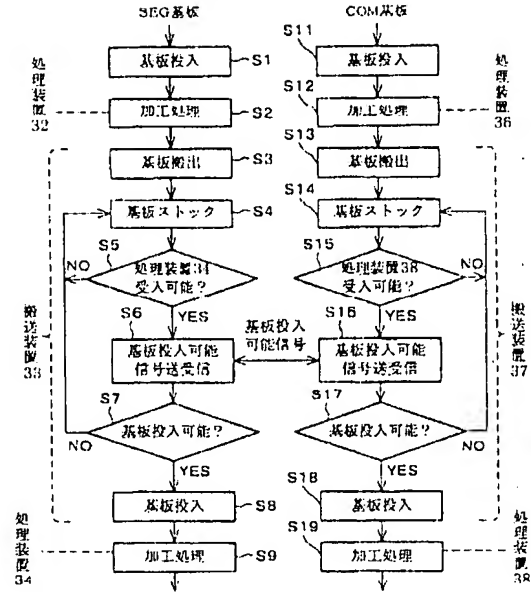 SEG基板
COM基板
基板投入
S1
S11
基板投入
処理装置32
加工処理
S2
S12
加工処理
処理装置36
基板搬出
S3
S13
基板搬出
基板ストック
S4
S14
基板ストック
S5
処理装置34
受入可能?
NO
YES
S15
処理装置38
受入可能?
NO
YES
搬送装置33
搬送装置37
S6
基板投入可能
信号送受信
基板投入
可能信号
S16
基板投入可能
信号送受信
S7
基板投入可能?
NO
YES
S17
基板投入可能?
NO
YES
基板投入
S8
S18
基板投入
処理装置34
加工処理
S9
S19
加工処理
処理装置38